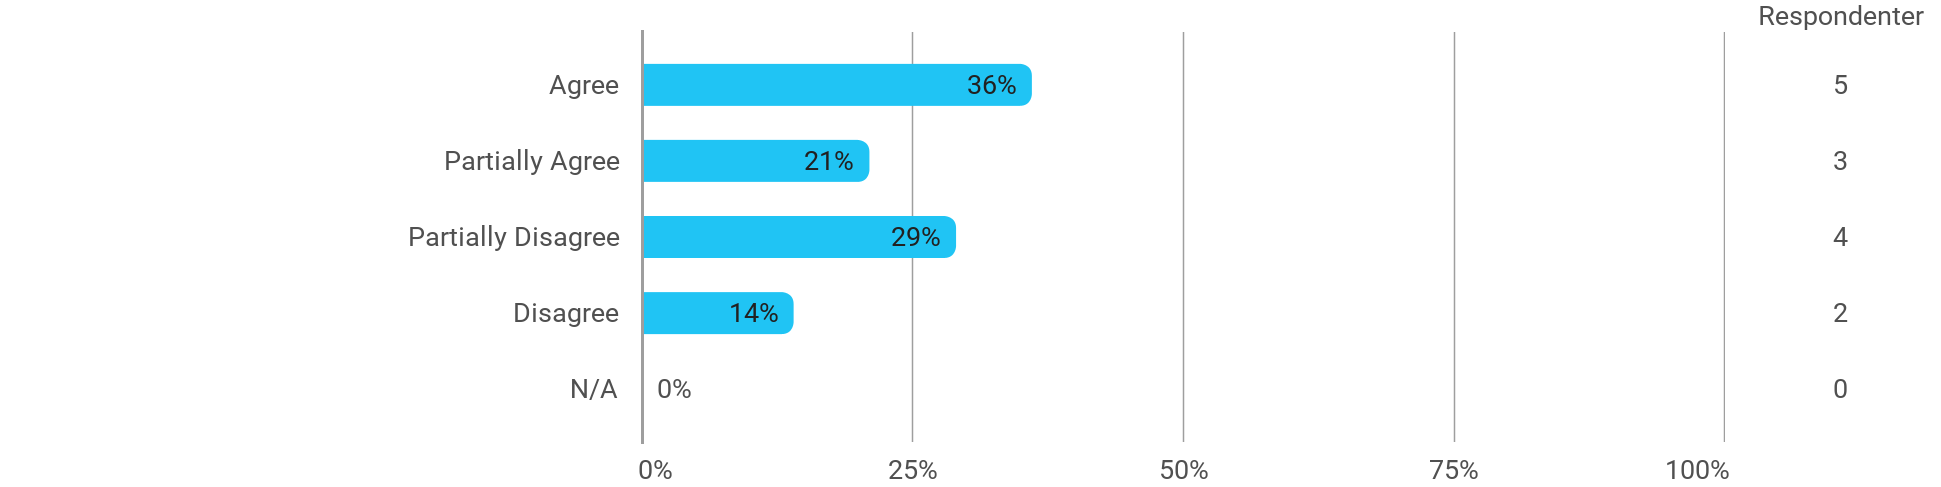 Respondenter
Agree 36% 5
Partially Agree 21% 3
Partially Disagree 29% 4
Disagree 14% 2
N/A 0% 0
0% 25% 50% 75% 100%